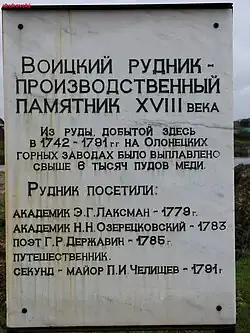 Воицкий рудник-
производственный
памятник XVIII века
Из руды, добытой здесь
в 1742-1791 гг на Олонецких
горных заводах было выплавлено
свыше 6 тысяч пудов меди.
Рудник посетили:
академик Э.Г.Лаксман - 1779 г.
академик Н.Н.Озерецковский - 1783
поэт Г.Р.Державин - 1785 г.
путешественник.
секунд - майор П.И.Челищев - 1791 г